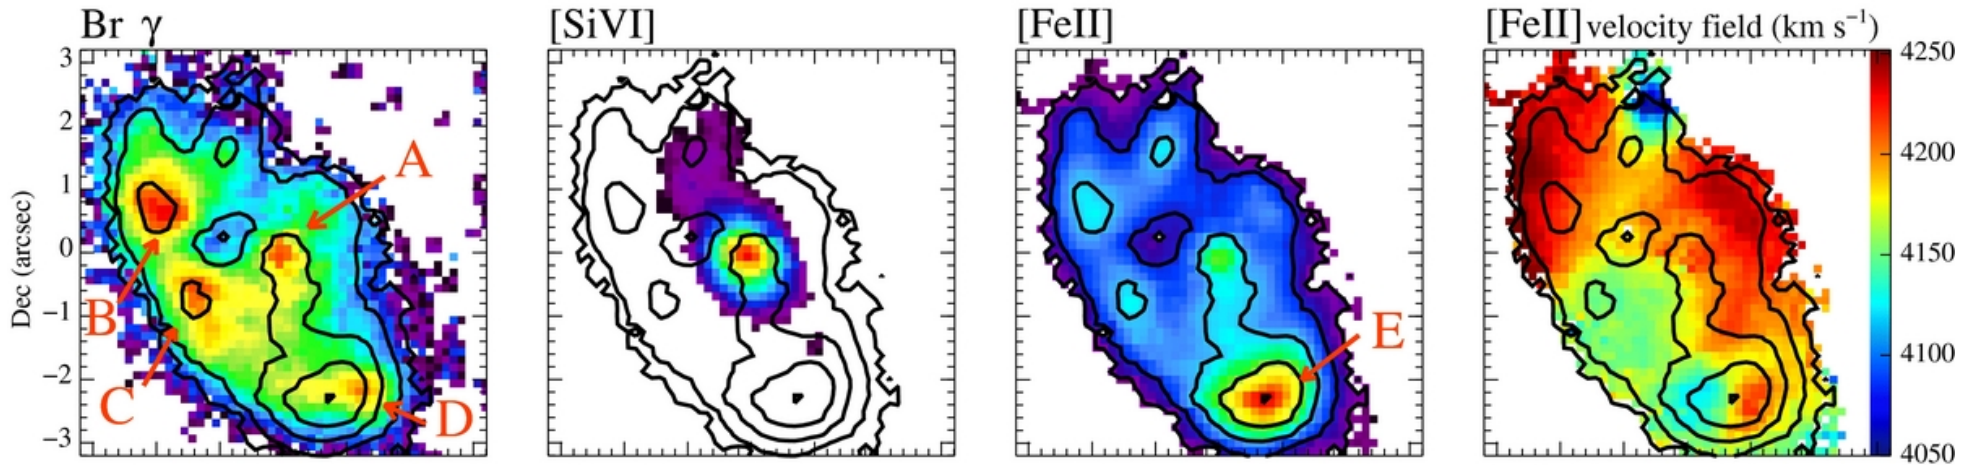 Br γ
[SiVI]
[FeII]
[FeII] velocity field (km s⁻¹)
Dec (arcsec)
3
2
1
0
−1
−2
−3
A
B
C
D
E
4250
4200
4150
4100
4050